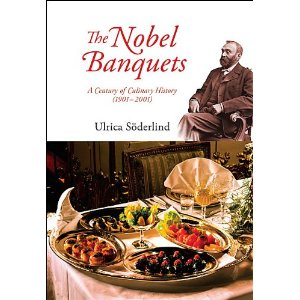 The Nobel
Banquets
A Century of Culinary History
(1901–2001)
Ulrica Söderlind